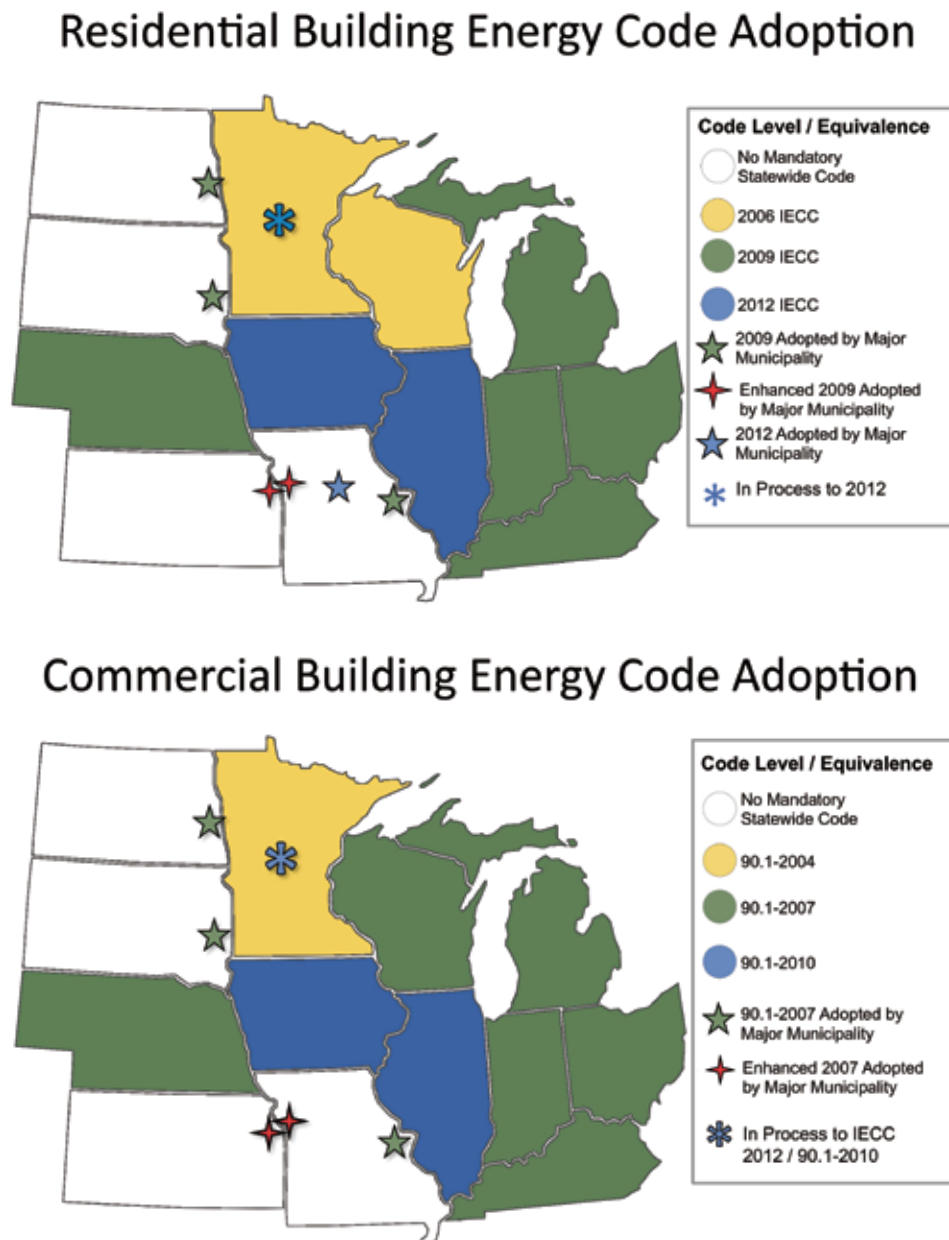 Residential Building Energy Code Adoption
Code Level / Equivalence
No Mandatory
Statewide Code
2006 IECC
2009 IECC
2012 IECC
2009 Adopted by Major
Municipality
Enhanced 2009 Adopted
by Major Municipality
2012 Adopted by Major
Municipality
In Process to 2012
Commercial Building Energy Code Adoption
Code Level / Equivalence
No Mandatory
Statewide Code
90.1-2004
90.1-2007
90.1-2010
90.1-2007 Adopted by
Major Municipality
Enhanced 2007 Adopted
by Major Municipality
In Process to IECC
2012 / 90.1-2010